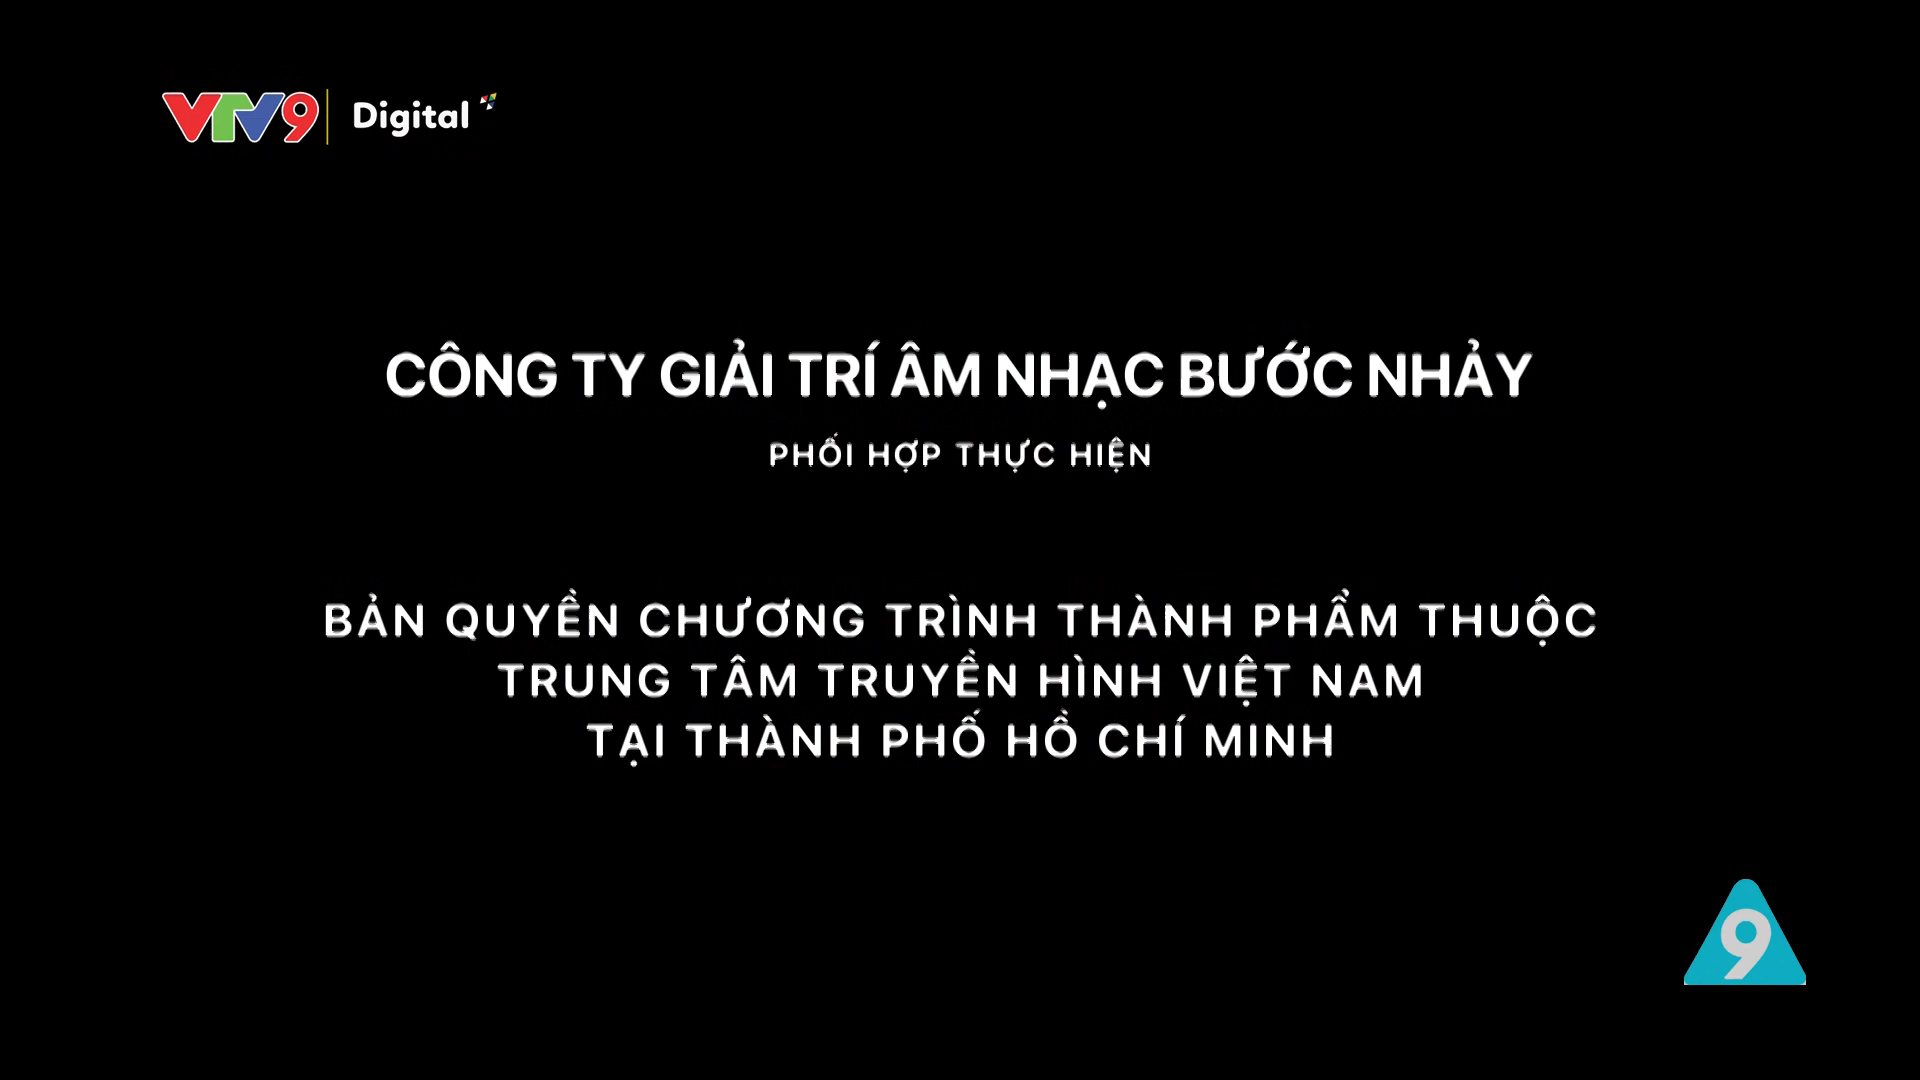 VTV9 Digital
CÔNG TY GIẢI TRÍ ÂM NHẠC BƯỚC NHẢY
PHỐI HỢP THỰC HIỆN
BẢN QUYỀN CHƯƠNG TRÌNH THÀNH PHẨM THUỘC
TRUNG TÂM TRUYỀN HÌNH VIỆT NAM
TẠI THÀNH PHỐ HỒ CHÍ MINH
9